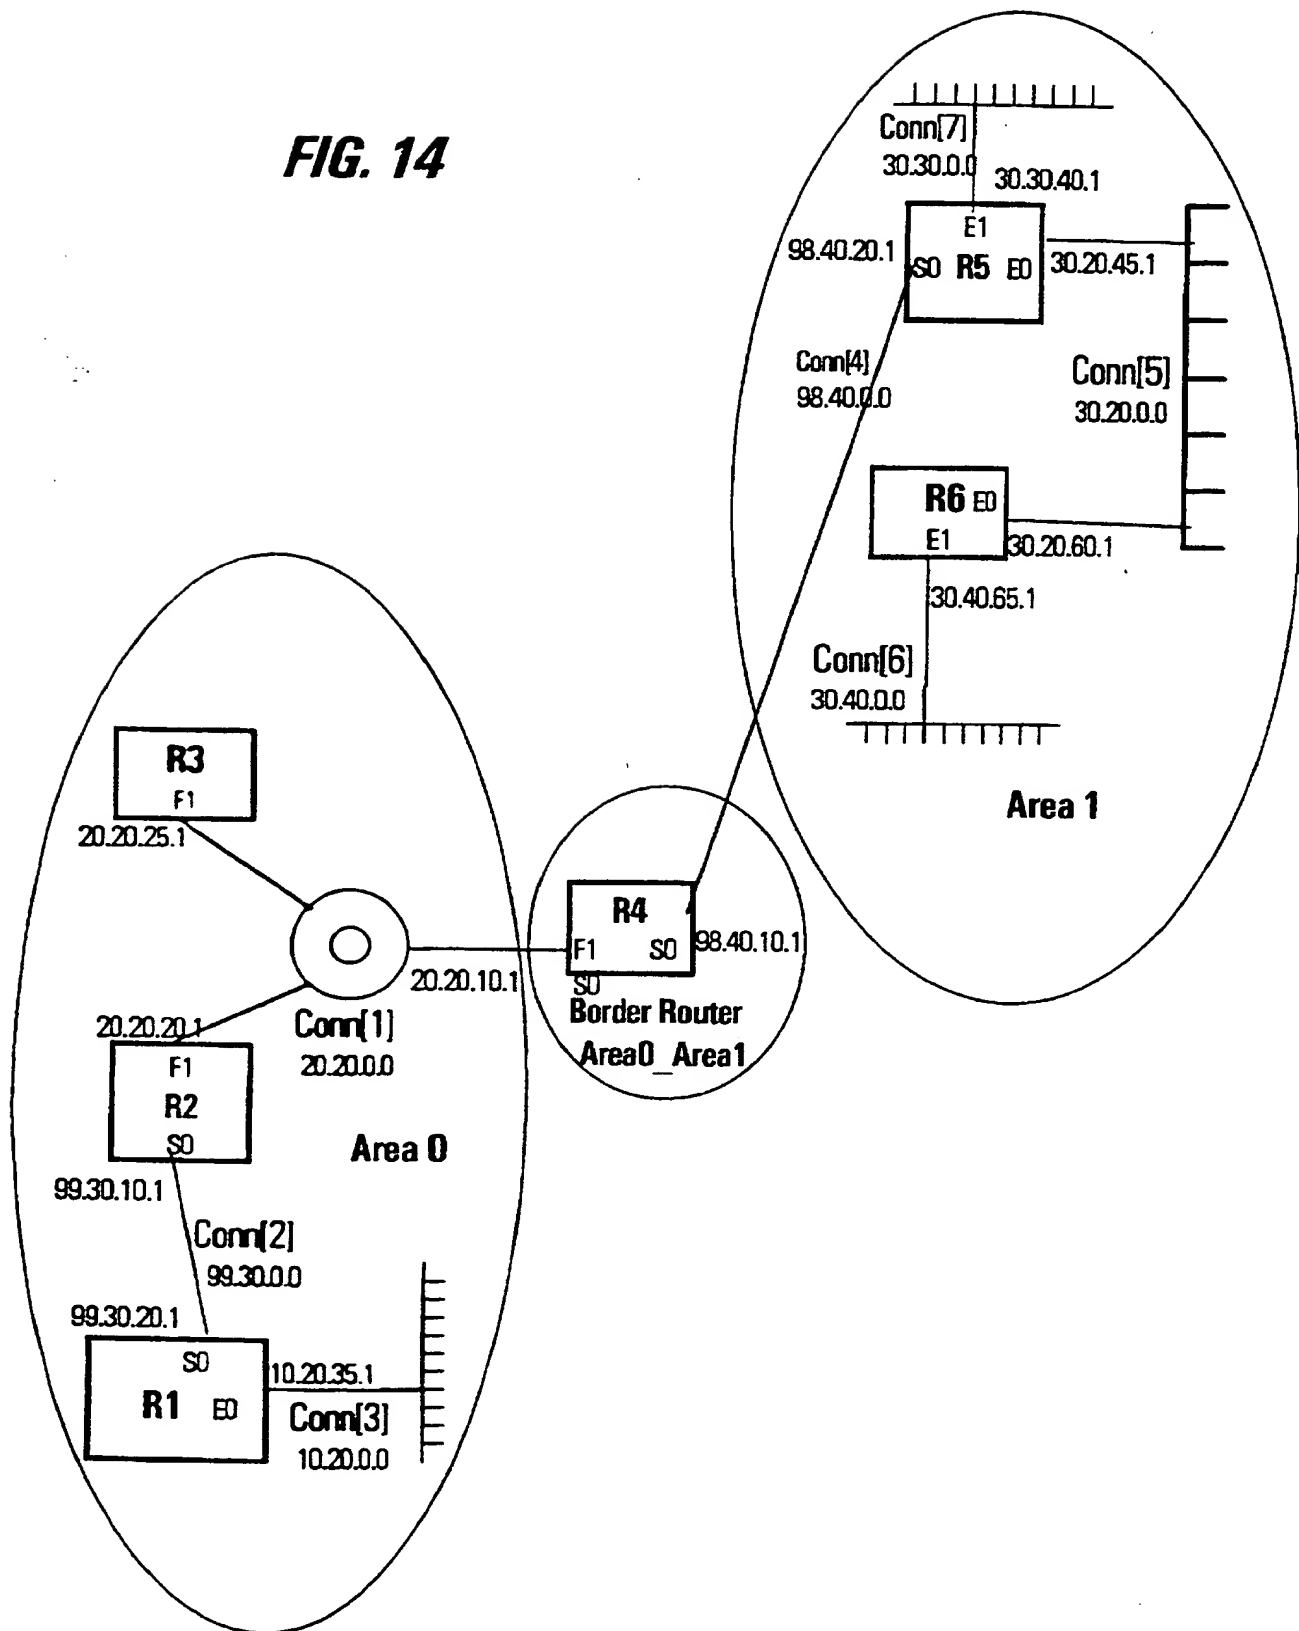 FIG. 14
Conn[7]
30.30.0.0
30.30.40.1
98.40.20.1
E1
S0 R5 E0
30.20.45.1
Conn[4]
98.40.0.0
Conn[5]
30.20.0.0
R6 E0
E1
30.20.60.1
30.40.65.1
Conn[6]
30.40.0.0
Area 1
R3
F1
20.20.25.1
R4
F1 S0
98.40.10.1
S0
20.20.10.1
Border Router
Area0_Area1
20.20.20.1
Conn[1]
20.20.0.0
F1
R2
S0
Area 0
99.30.10.1
Conn[2]
99.30.0.0
99.30.20.1
S0
R1 E0
10.20.35.1
Conn[3]
10.20.0.0